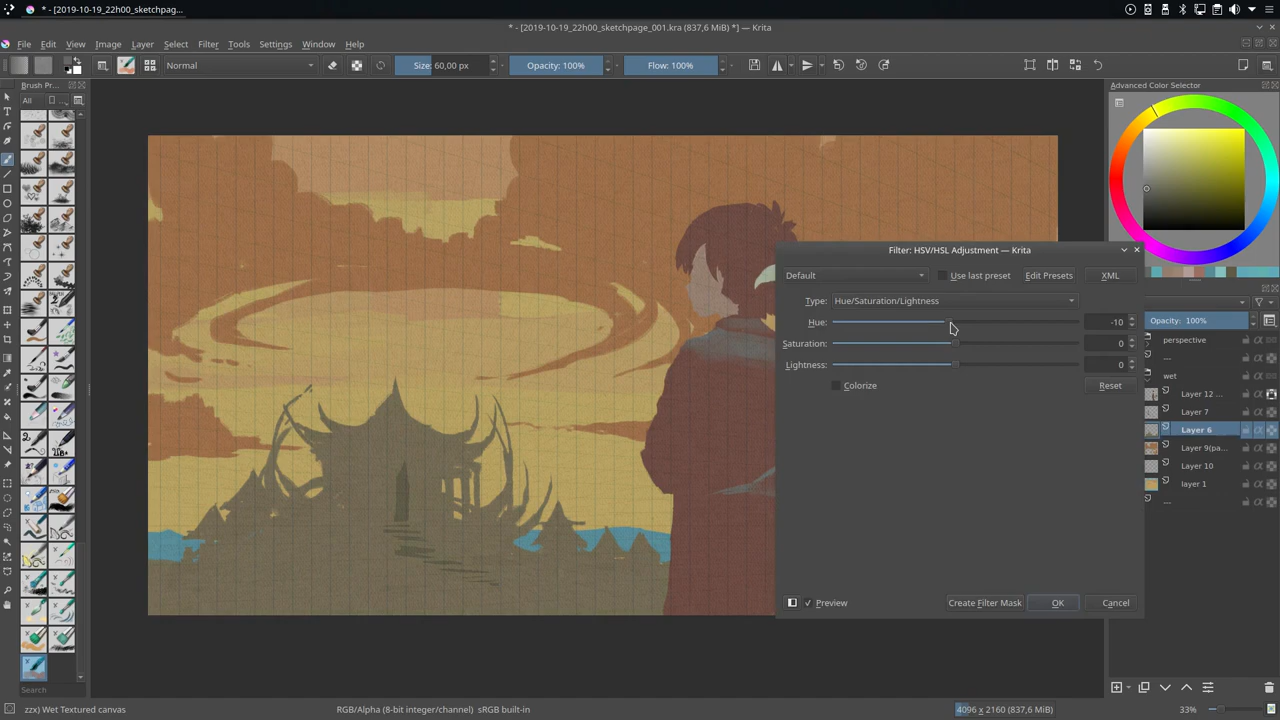 * - [2019-10-19_22h00_sketchpag...
* - [2019-10-19_22h00_sketchpage_001.kra (837,6 MiB) *] — Krita
File Edit View Image Layer Select Filter Tools Settings Window Help
Normal Size: 60,00 px Opacity: 100% Flow: 100%
Brush Pr...
Advanced Color Selector
All
Filter: HSV/HSL Adjustment — Krita
Default Use last preset Edit Presets XML
Type: Hue/Saturation/Lightness
Hue: -10
Saturation: 0
Lightness: 0
Colorize Reset
Opacity: 100%
perspective
...
wet
Layer 12 ...
Layer 7
Layer 6
Layer 9(pa...
Layer 10
layer 1
...
Preview Create Filter Mask OK Cancel
Search
zzx) Wet Textured canvas RGB/Alpha (8-bit integer/channel) sRGB built-in 4096 x 2160 (837,6 MiB) 33%